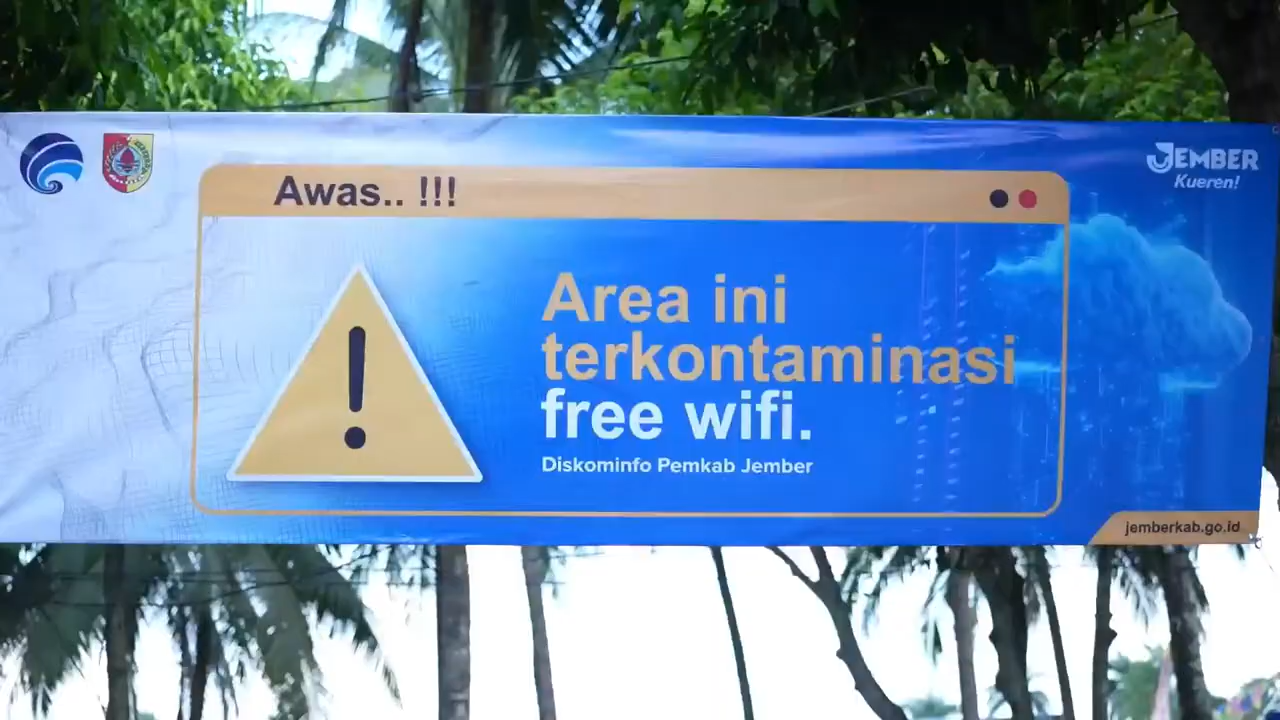 JEMBER
Kueren!
Awas.. !!!
Area ini
terkontaminasi
free wifi.
Diskominfo Pemkab Jember
jemberkab.go.id